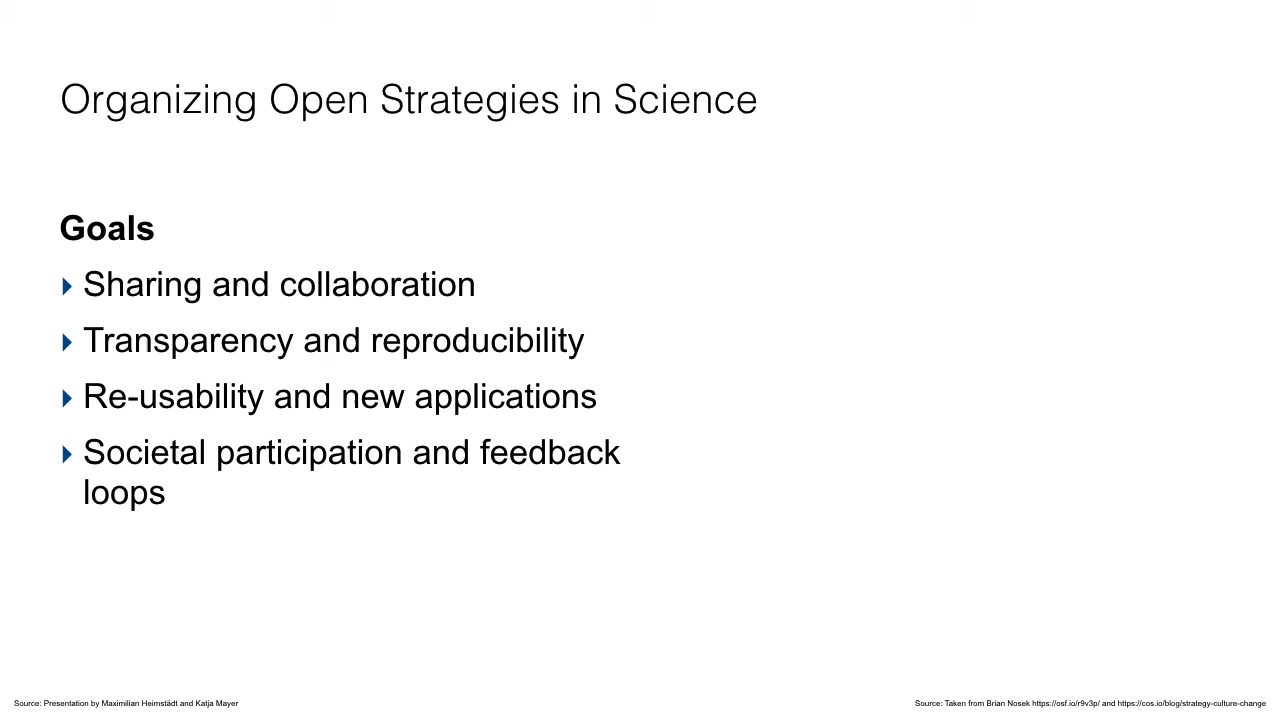 Organizing Open Strategies in Science
Goals
Sharing and collaboration
Transparency and reproducibility
Re-usability and new applications
Societal participation and feedback
loops
Source: Presentation by Maximilian Heimstädt and Katja Mayer
Source: Taken from Brian Nosek https://osf.io/r9v3p/ and https://cos.io/blog/strategy-culture-change